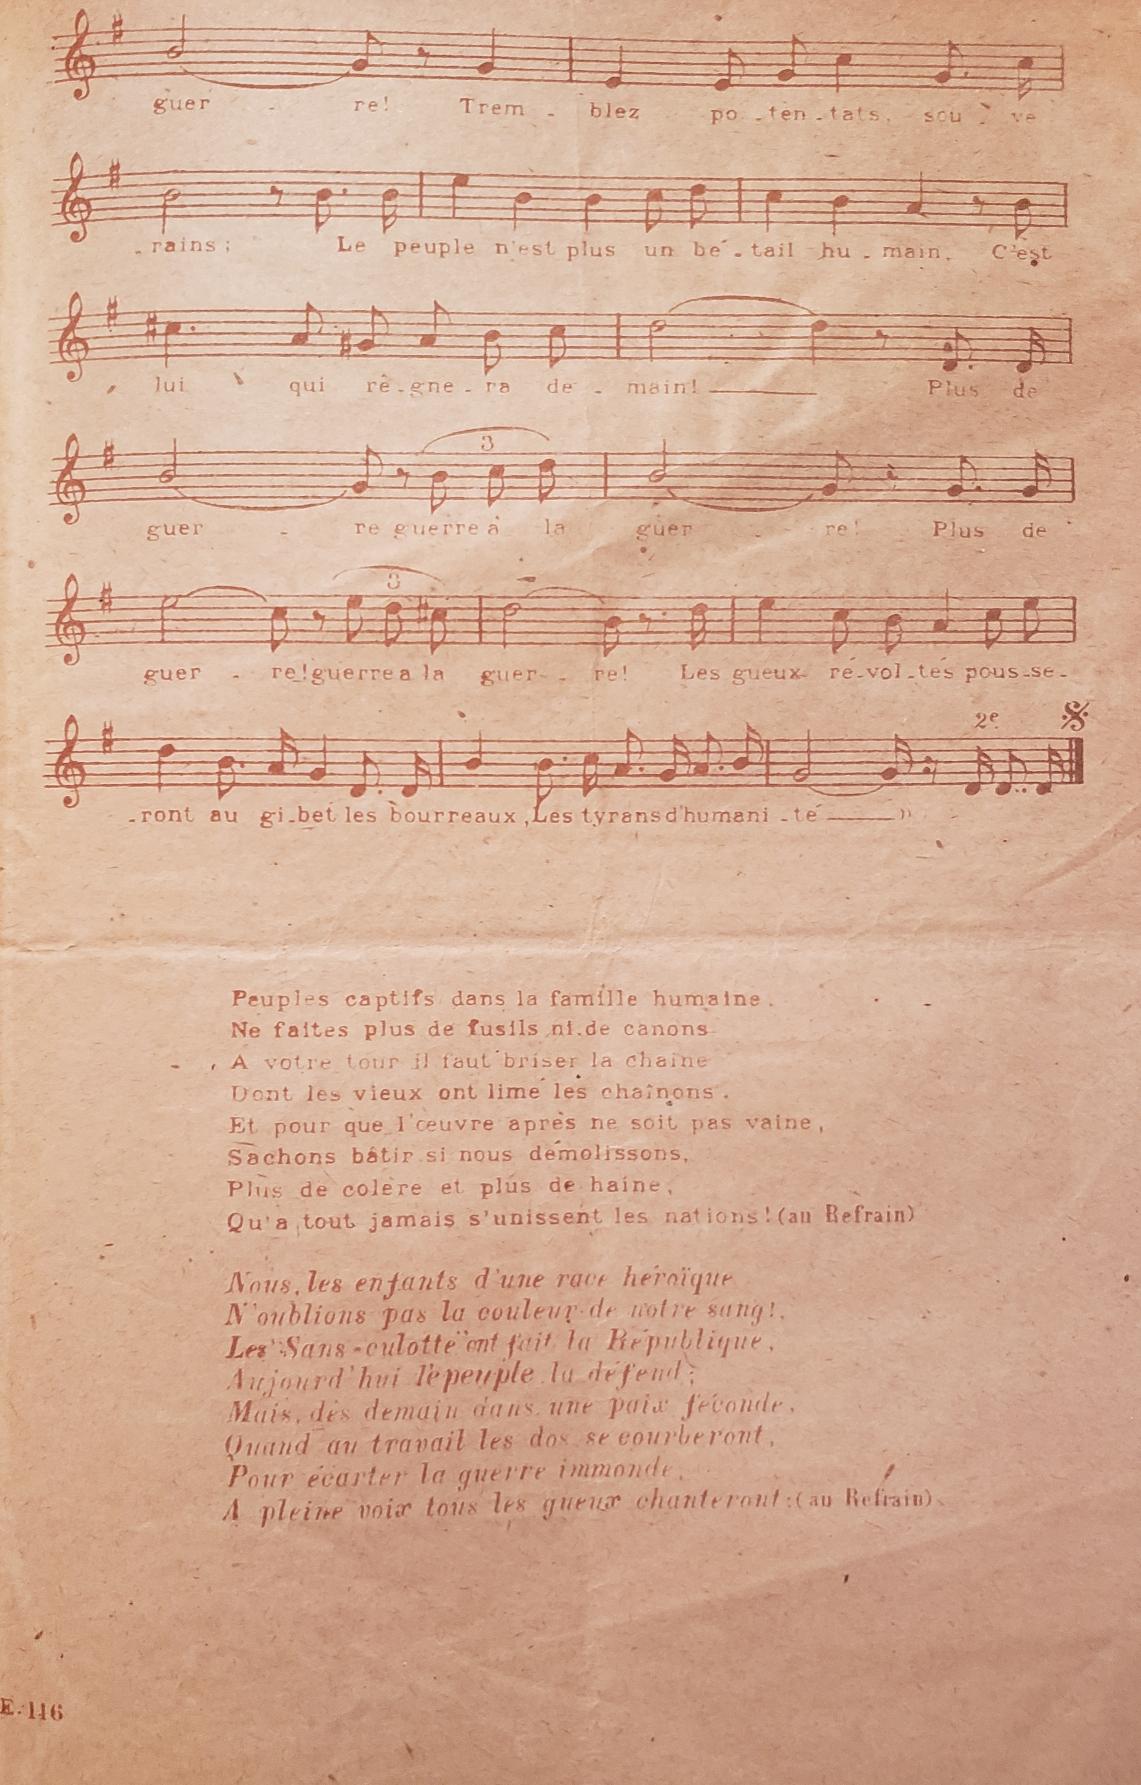 guer - re! Trem - blez po - ten - tats, sou - ve
- rains; Le peuple n'est plus un bé - tail hu - main, C'est
lui qui rè - gne - ra de - main! Plus de
3
guer - re guerre à la guer - re! Plus de
3
guer - re! guerre a la guer - re! Les gueux ré - vol - tés pous - se -
2e.
- ront au gi - bet les bourreaux, Les tyrans d'humani - té
Peuples captifs dans la famille humaine.
Ne faites plus de fusils ni de canons
A votre tour il faut briser la chaîne
Dont les vieux ont limé les chaînons.
Et pour que l'œuvre après ne soit pas vaine,
Sachons bâtir si nous démolissons,
Plus de colère et plus de haine,
Qu'a tout jamais s'unissent les nations! (au Refrain)
Nous, les enfants d'une race héroïque
N'oublions pas la couleur de notre sang!,
Les "Sans-culotte" ont fait la République,
Aujourd'hui l'epeuple la défend;
Mais, dès demain dans une paix féconde,
Quand au travail les dos se courberont,
Pour écarter la guerre immonde,
A pleine voix tous les gueux chanteront: (au Refrain)
E. 116